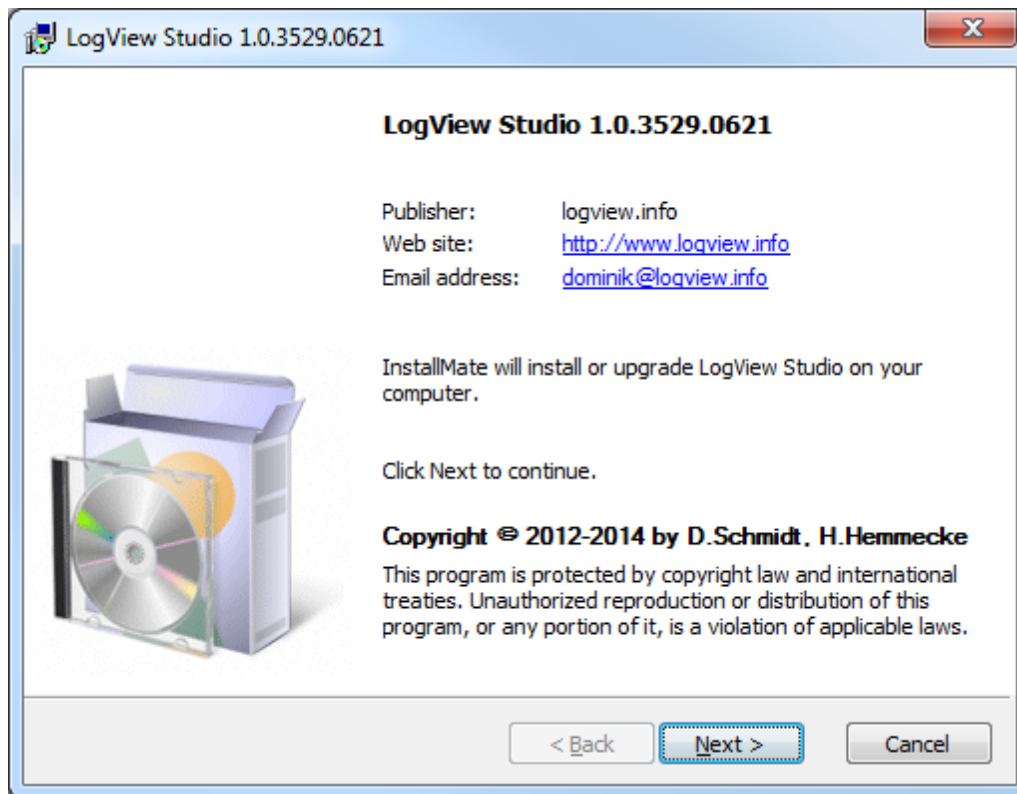 LogView Studio 1.0.3529.0621
LogView Studio 1.0.3529.0621
Publisher: logview.info
Web site: http://www.logview.info
Email address: dominik@logview.info
InstallMate will install or upgrade LogView Studio on your
computer.
Click Next to continue.
Copyright © 2012-2014 by D.Schmidt, H.Hemmecke
This program is protected by copyright law and international
treaties. Unauthorized reproduction or distribution of this
program, or any portion of it, is a violation of applicable laws.
< Back Next > Cancel